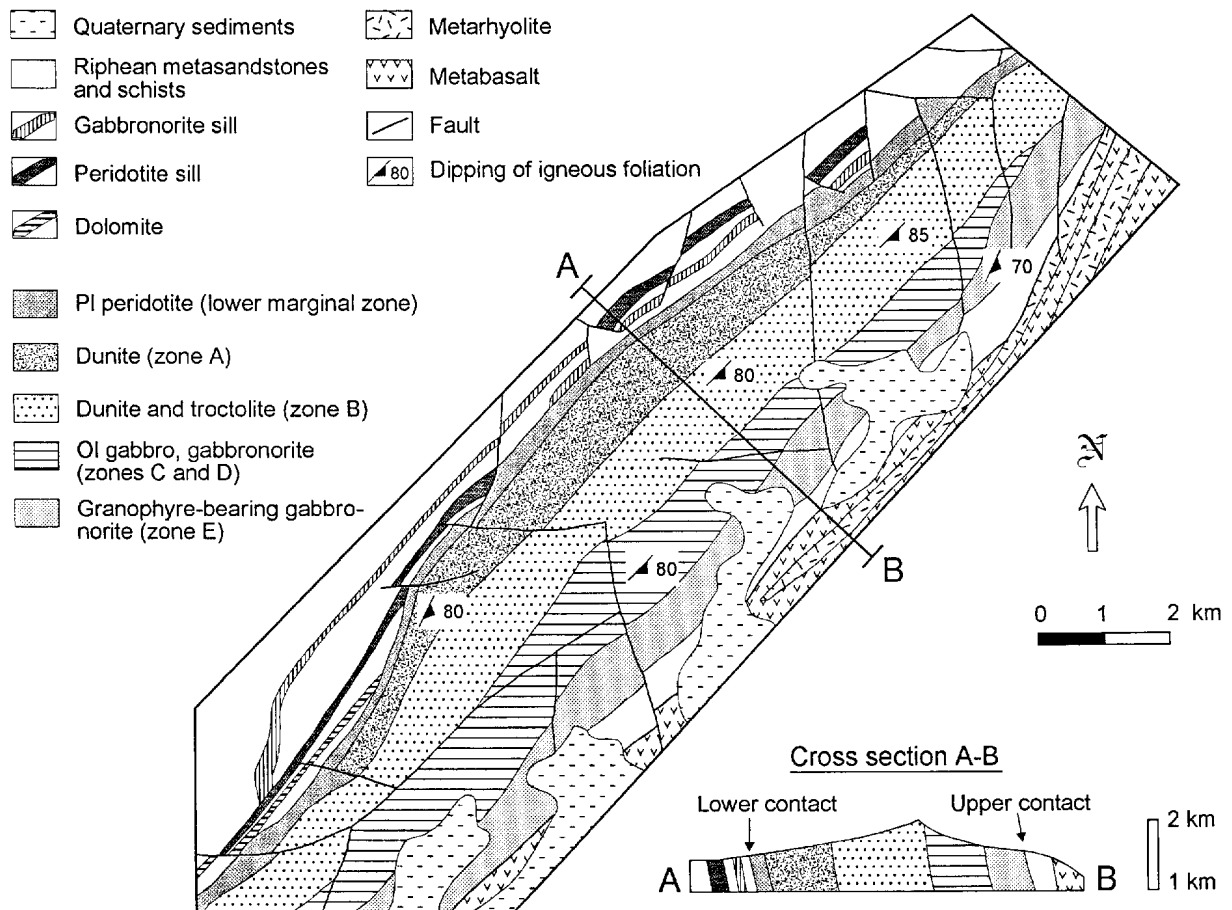 Quaternary sediments
Riphean metasandstones
and schists
Gabbronorite sill
Peridotite sill
Dolomite
Metarhyolite
Metabasalt
Fault
80 Dipping of igneous foliation
Pl peridotite (lower marginal zone)
Dunite (zone A)
Dunite and troctolite (zone B)
Ol gabbro, gabbronorite
(zones C and D)
Granophyre-bearing gabbro-
norite (zone E)
A
85
70
80
80
80
B
N
0 1 2 km
Cross section A-B
Lower contact
Upper contact
A
B
2 km
1 km